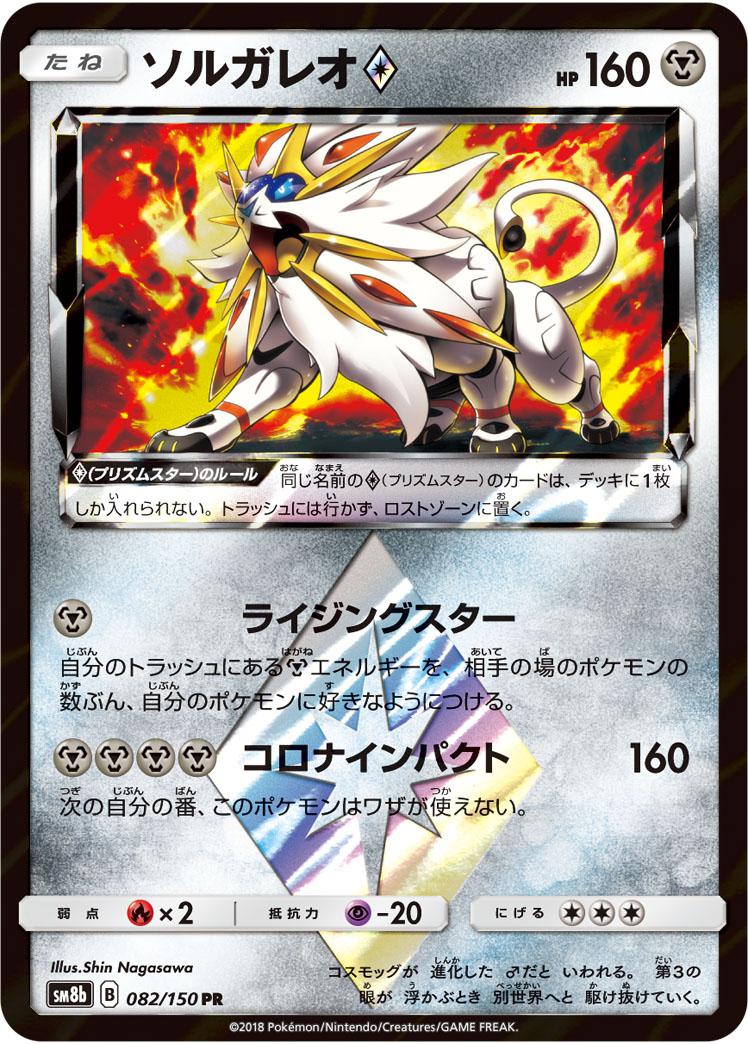 たね ソルガレオ HP 160
(プリズムスター)のルール 同じ名前の(プリズムスター)のカードは、デッキに1枚
しか入れられない。トラッシュには行かず、ロストゾーンに置く。
ライジングスター
自分のトラッシュにあるエネルギーを、相手の場のポケモンの
数ぶん、自分のポケモンに好きなようにつける。
コロナインパクト 160
次の自分の番、このポケモンはワザが使えない。
弱点 ×2 抵抗力 -20 にげる
Illus.Shin Nagasawa
sm8b B 082/150 PR
コスモッグが 進化した ♂だと いわれる。 第3の
眼が 浮かぶとき 別世界へと 駆け抜けていく。
©2018 Pokémon/Nintendo/Creatures/GAME FREAK.